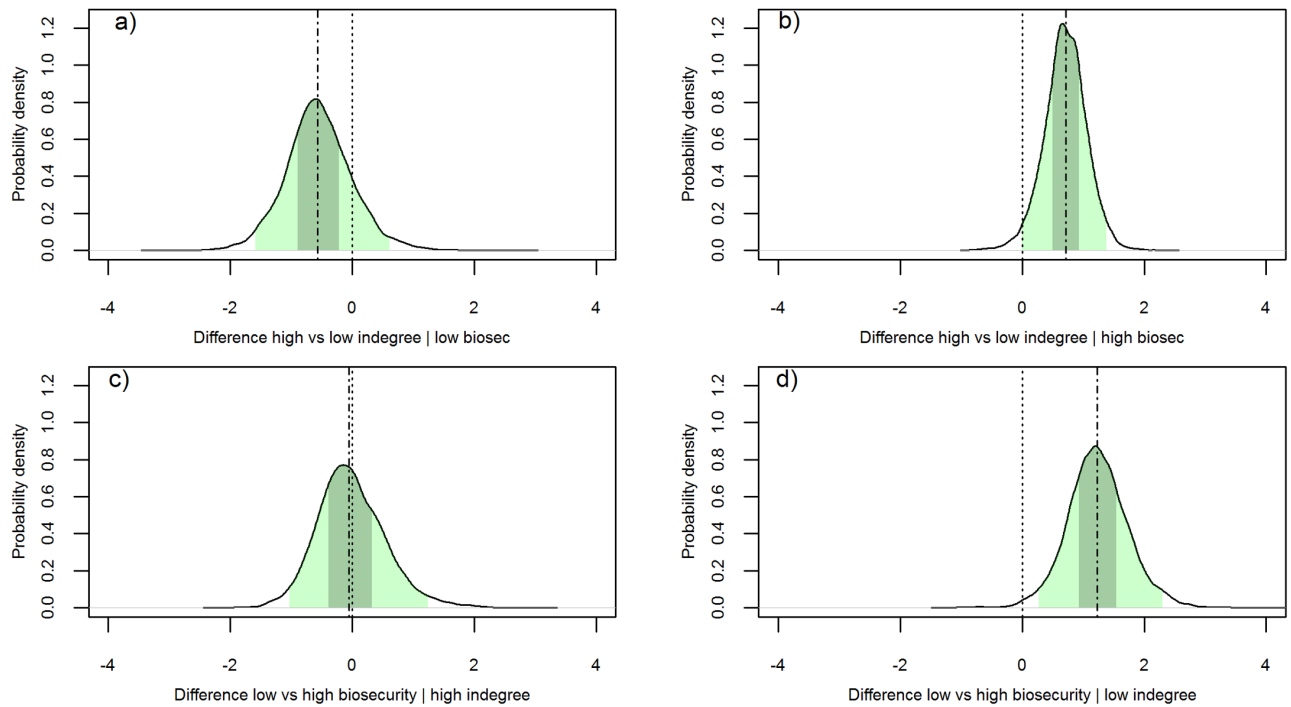 a)
Probability density
0.0 0.2 0.4 0.6 0.8 1.0 1.2
-4 -2 0 2 4
Difference high vs low indegree | low biosec
b)
Probability density
0.0 0.2 0.4 0.6 0.8 1.0 1.2
-4 -2 0 2 4
Difference high vs low indegree | high biosec
c)
Probability density
0.0 0.2 0.4 0.6 0.8 1.0 1.2
-4 -2 0 2 4
Difference low vs high biosecurity | high indegree
d)
Probability density
0.0 0.2 0.4 0.6 0.8 1.0 1.2
-4 -2 0 2 4
Difference low vs high biosecurity | low indegree